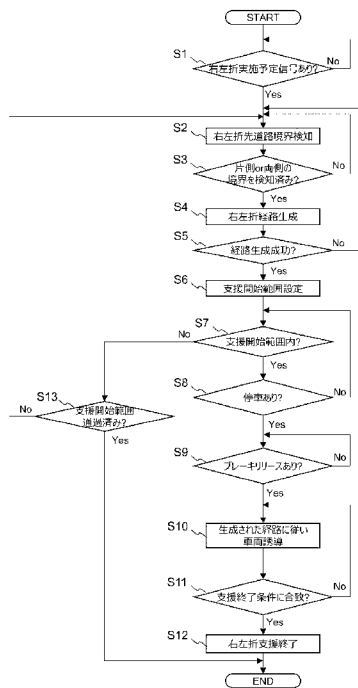 START
S1
右左折実施予定信号あり?
No
Yes
S2
右左折先道路境界検知
S3
片側or両側の
境界を検知済み?
No
Yes
S4
右左折経路生成
S5
経路生成成功?
No
Yes
S6
支援開始範囲設定
S7
No
支援開始範囲内?
Yes
S8
停車あり?
No
Yes
S13
No
支援開始範囲
通過済み?
Yes
S9
ブレーキリリースあり?
No
Yes
S10
生成された経路に従い
車両誘導
S11
支援終了条件に合致?
No
Yes
S12
右左折支援終了
END